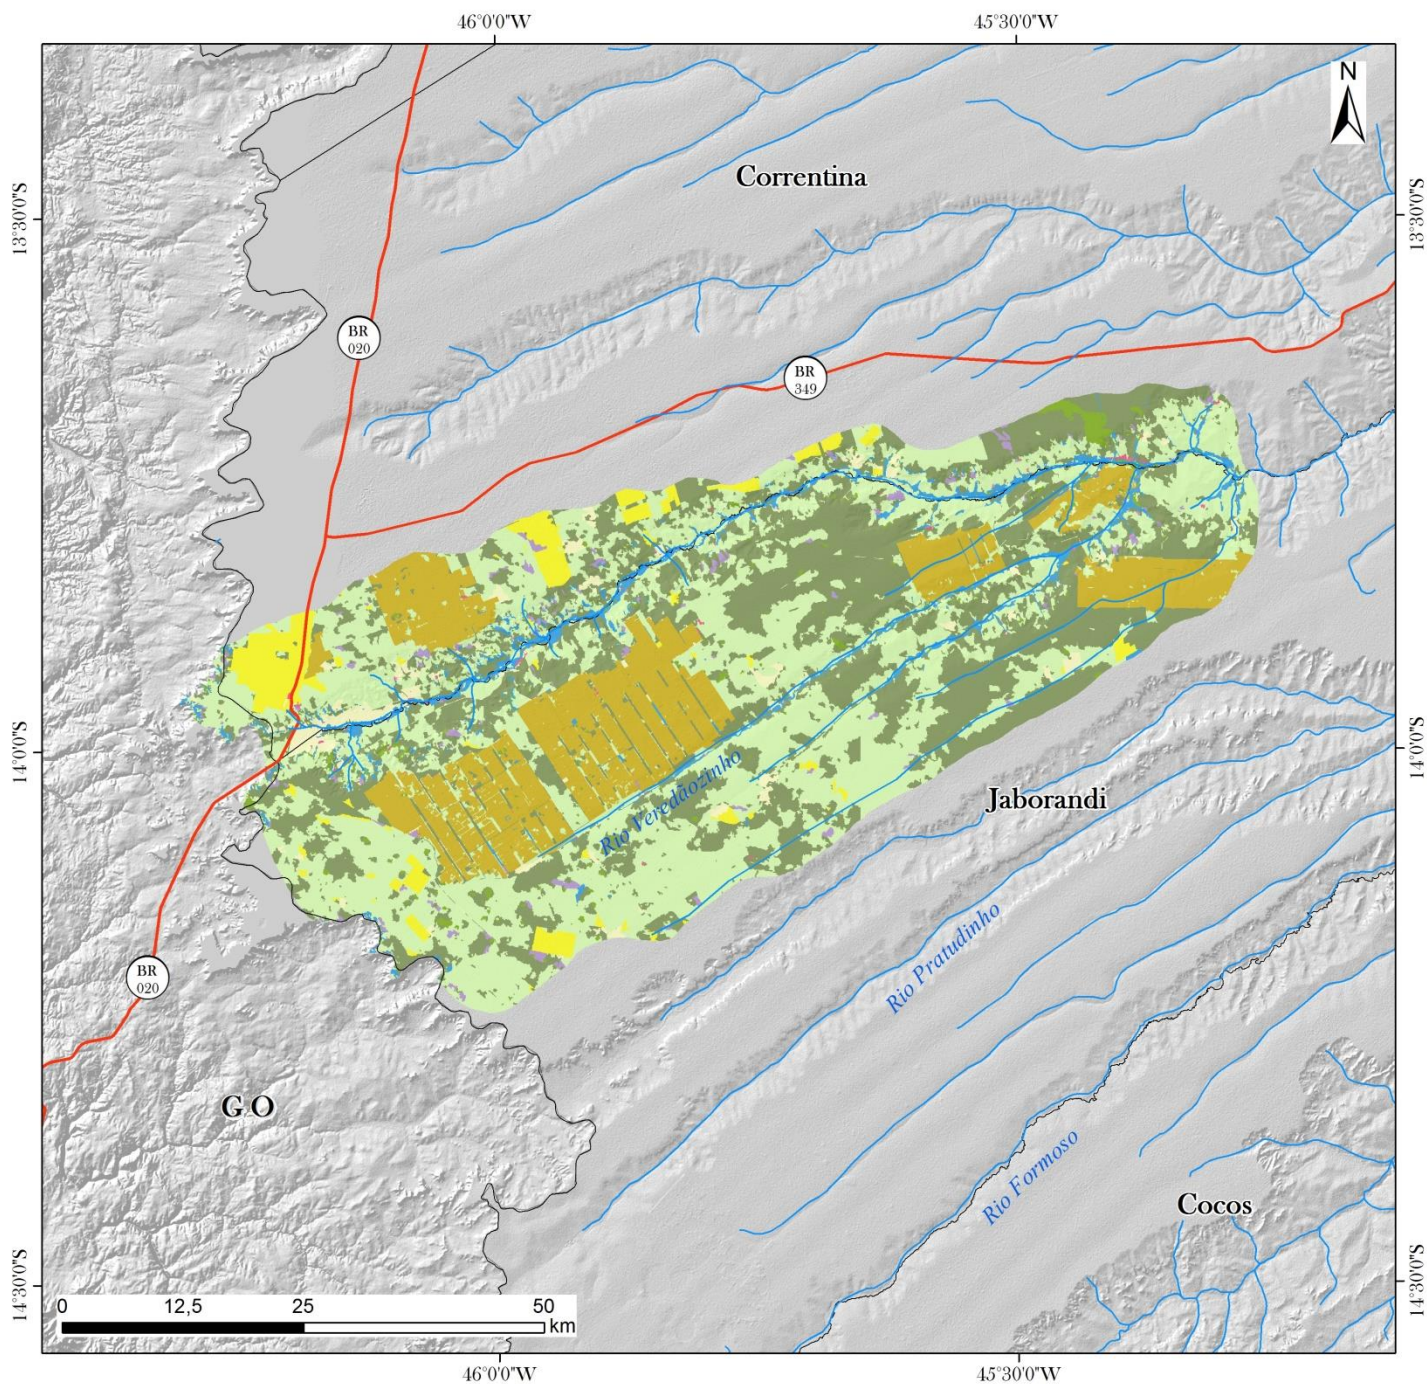 46°0'0"W
45°30'0"W
N
Correntina
13°30'0"S
13°30'0"S
BR
020
BR
349
14°0'0"S
14°0'0"S
Rio Veredãozinho
Jaborandi
Rio Pratudinho
BR
020
G O
Rio Formoso
Cocos
14°30'0"S
14°30'0"S
0 12,5 25 50
km
46°0'0"W
45°30'0"W